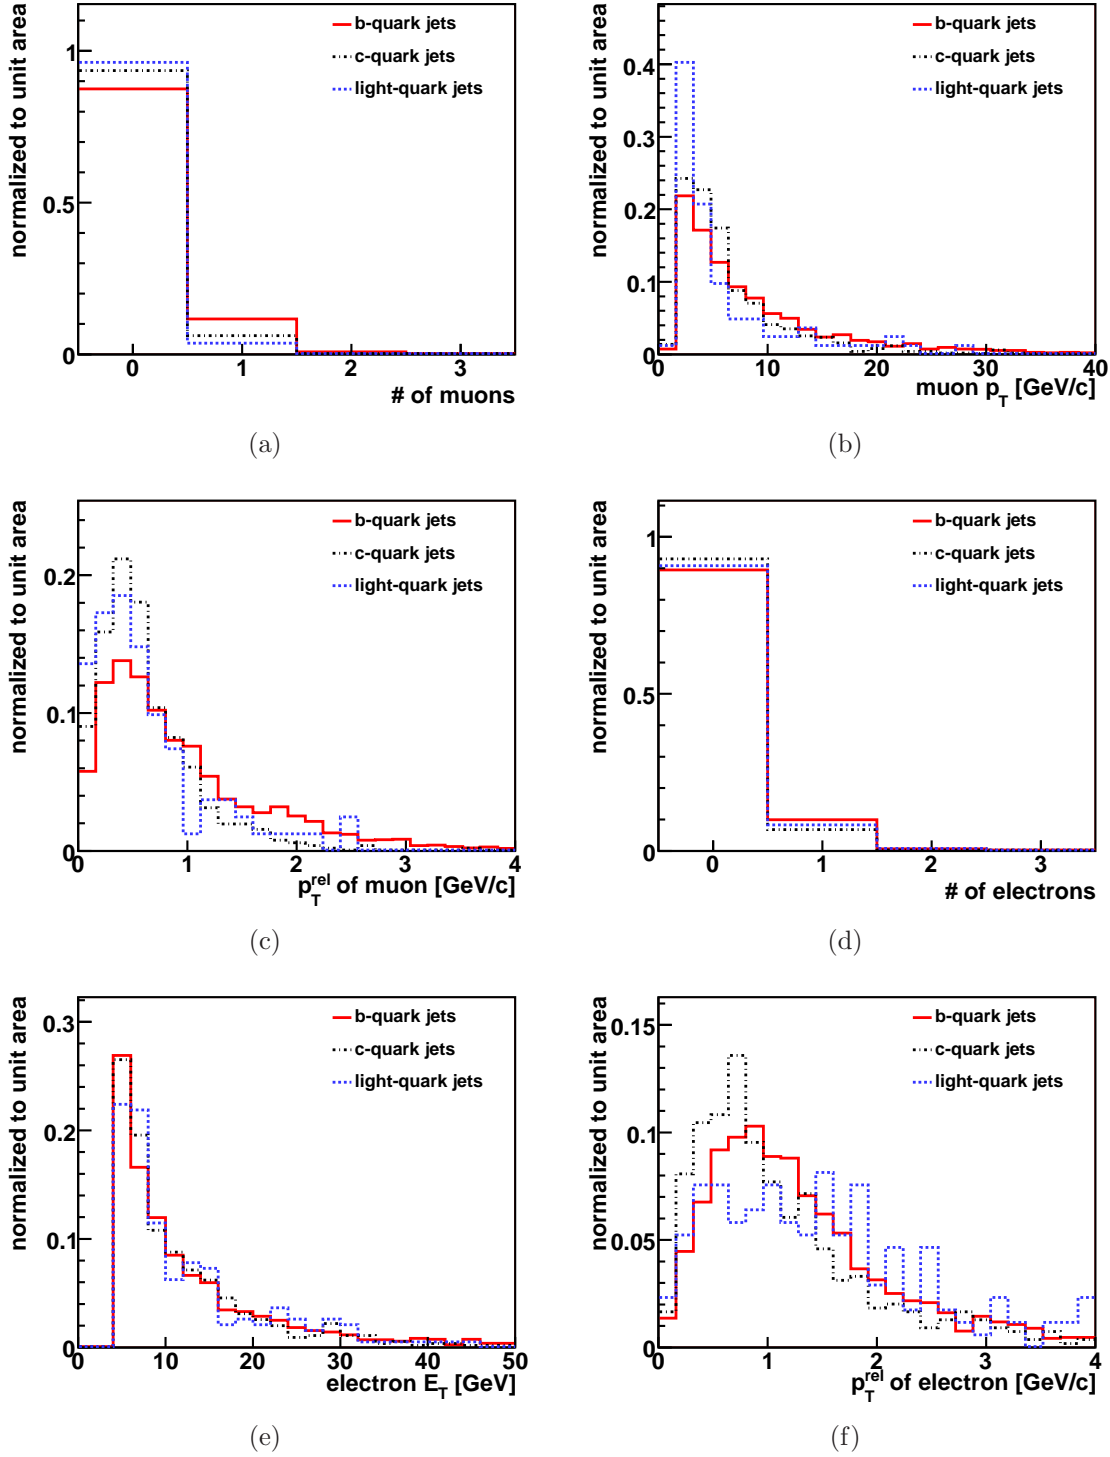 normalized to unit area
1
0.5
0
b-quark jets
c-quark jets
light-quark jets
0 1 2 3
# of muons
(a)
normalized to unit area
0.4
0.3
0.2
0.1
0
b-quark jets
c-quark jets
light-quark jets
0 10 20 30 40
muon p_T [GeV/c]
(b)
normalized to unit area
0.2
0.1
0
b-quark jets
c-quark jets
light-quark jets
0 1 2 3 4
p_T^rel of muon [GeV/c]
(c)
normalized to unit area
1
0.5
0
b-quark jets
c-quark jets
light-quark jets
0 1 2 3
# of electrons
(d)
normalized to unit area
0.3
0.2
0.1
0
b-quark jets
c-quark jets
light-quark jets
0 10 20 30 40 50
electron E_T [GeV]
(e)
normalized to unit area
0.15
0.1
0.05
0
b-quark jets
c-quark jets
light-quark jets
0 1 2 3 4
p_T^rel of electron [GeV/c]
(f)